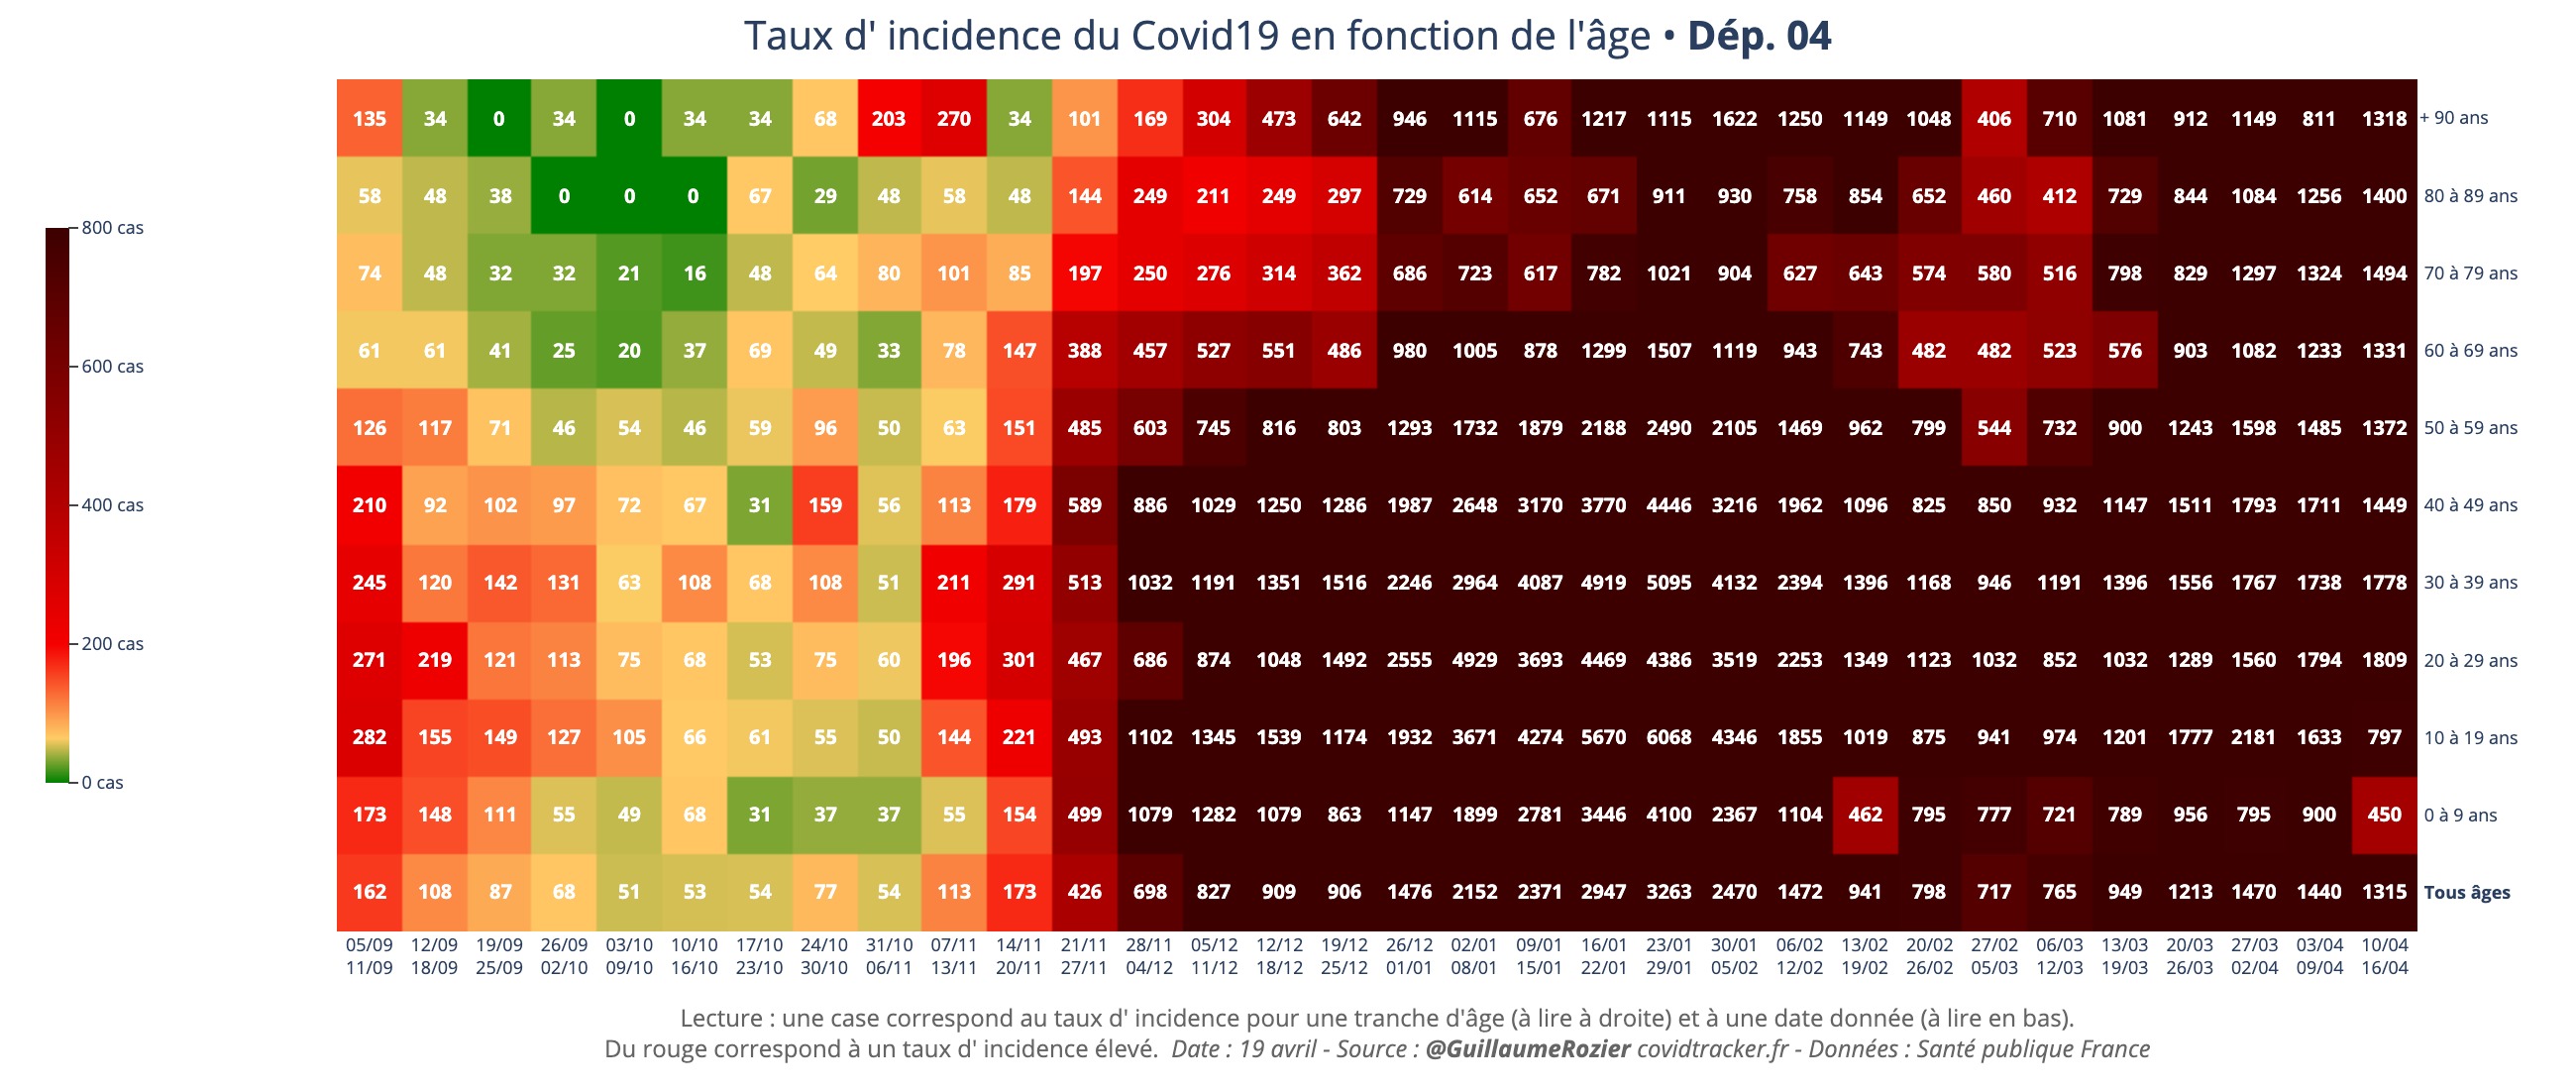 Taux d' incidence du Covid19 en fonction de l'âge • Dép. 04
800 cas
600 cas
400 cas
200 cas
0 cas
135 34 0 34 0 34 34 68 203 270 34 101 169 304 473 642 946 1115 676 1217 1115 1622 1250 1149 1048 406 710 1081 912 1149 811 1318 + 90 ans
58 48 38 0 0 0 67 29 48 58 48 144 249 211 249 297 729 614 652 671 911 930 758 854 652 460 412 729 844 1084 1256 1400 80 à 89 ans
74 48 32 32 21 16 48 64 80 101 85 197 250 276 314 362 686 723 617 782 1021 904 627 643 574 580 516 798 829 1297 1324 1494 70 à 79 ans
61 61 41 25 20 37 69 49 33 78 147 388 457 527 551 486 980 1005 878 1299 1507 1119 943 743 482 482 523 576 903 1082 1233 1331 60 à 69 ans
126 117 71 46 54 46 59 96 50 63 151 485 603 745 816 803 1293 1732 1879 2188 2490 2105 1469 962 799 544 732 900 1243 1598 1485 1372 50 à 59 ans
210 92 102 97 72 67 31 159 56 113 179 589 886 1029 1250 1286 1987 2648 3170 3770 4446 3216 1962 1096 825 850 932 1147 1511 1793 1711 1449 40 à 49 ans
245 120 142 131 63 108 68 108 51 211 291 513 1032 1191 1351 1516 2246 2964 4087 4919 5095 4132 2394 1396 1168 946 1191 1396 1556 1767 1738 1778 30 à 39 ans
271 219 121 113 75 68 53 75 60 196 301 467 686 874 1048 1492 2555 4929 3693 4469 4386 3519 2253 1349 1123 1032 852 1032 1289 1560 1794 1809 20 à 29 ans
282 155 149 127 105 66 61 55 50 144 221 493 1102 1345 1539 1174 1932 3671 4274 5670 6068 4346 1855 1019 875 941 974 1201 1777 2181 1633 797 10 à 19 ans
173 148 111 55 49 68 31 37 37 55 154 499 1079 1282 1079 863 1147 1899 2781 3446 4100 2367 1104 462 795 777 721 789 956 795 900 450 0 à 9 ans
162 108 87 68 51 53 54 77 54 113 173 426 698 827 909 906 1476 2152 2371 2947 3263 2470 1472 941 798 717 765 949 1213 1470 1440 1315 Tous âges
05/09 12/09 19/09 26/09 03/10 10/10 17/10 24/10 31/10 07/11 14/11 21/11 28/11 05/12 12/12 19/12 26/12 02/01 09/01 16/01 23/01 30/01 06/02 13/02 20/02 27/02 06/03 13/03 20/03 27/03 03/04 10/04
11/09 18/09 25/09 02/10 09/10 16/10 23/10 30/10 06/11 13/11 20/11 27/11 04/12 11/12 18/12 25/12 01/01 08/01 15/01 22/01 29/01 05/02 12/02 19/02 26/02 05/03 12/03 19/03 26/03 02/04 09/04 16/04
Lecture : une case correspond au taux d' incidence pour une tranche d'âge (à lire à droite) et à une date donnée (à lire en bas).
Du rouge correspond à un taux d' incidence élevé. Date : 19 avril - Source : @GuillaumeRozier covidtracker.fr - Données : Santé publique France